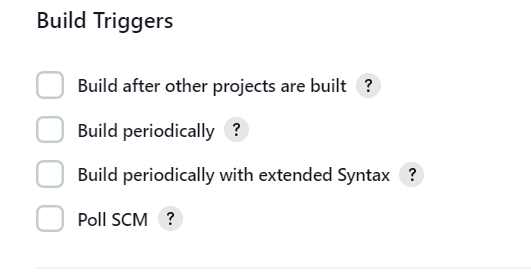 Build Triggers
Build after other projects are built ?
Build periodically ?
Build periodically with extended Syntax ?
Poll SCM ?